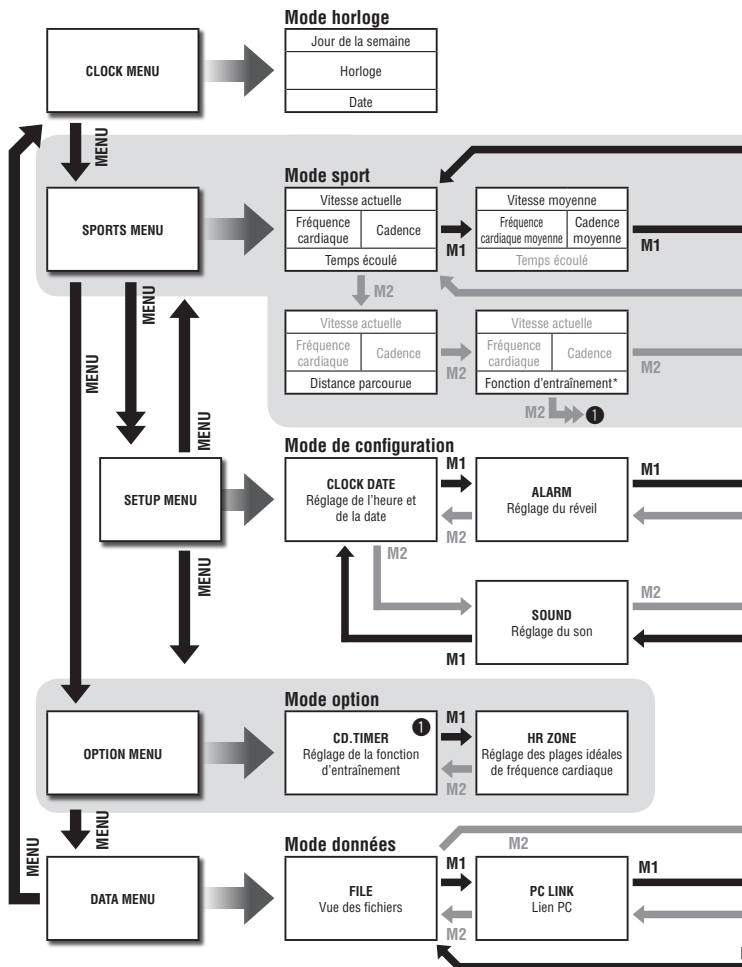 Mode horloge
CLOCK MENU
Jour de la semaine
Horloge
Date
MENU
Mode sport
SPORTS MENU
Vitesse actuelle
Fréquence
cardiaque
Cadence
Temps écoulé
M1
Vitesse moyenne
Fréquence
cardiaque moyenne
Cadence
moyenne
Temps écoulé
M1
M2
MENU
MENU
MENU
Vitesse actuelle
Fréquence
cardiaque
Cadence
Distance parcourue
M2
Vitesse actuelle
Fréquence
cardiaque
Cadence
Fonction d'entraînement*
M2
M2 ❶
Mode de configuration
SETUP MENU
CLOCK DATE
Réglage de l'heure et
de la date
M1
M2
ALARM
Réglage du réveil
M1
M2
MENU
SOUND
Réglage du son
M2
M1
Mode option
OPTION MENU
❶
CD.TIMER
Réglage de la fonction
d'entraînement
M1
M2
HR ZONE
Réglage des plages idéales
de fréquence cardiaque
MENU
MENU
Mode données
DATA MENU
FILE
Vue des fichiers
M2
M1
M2
PC LINK
Lien PC
M1